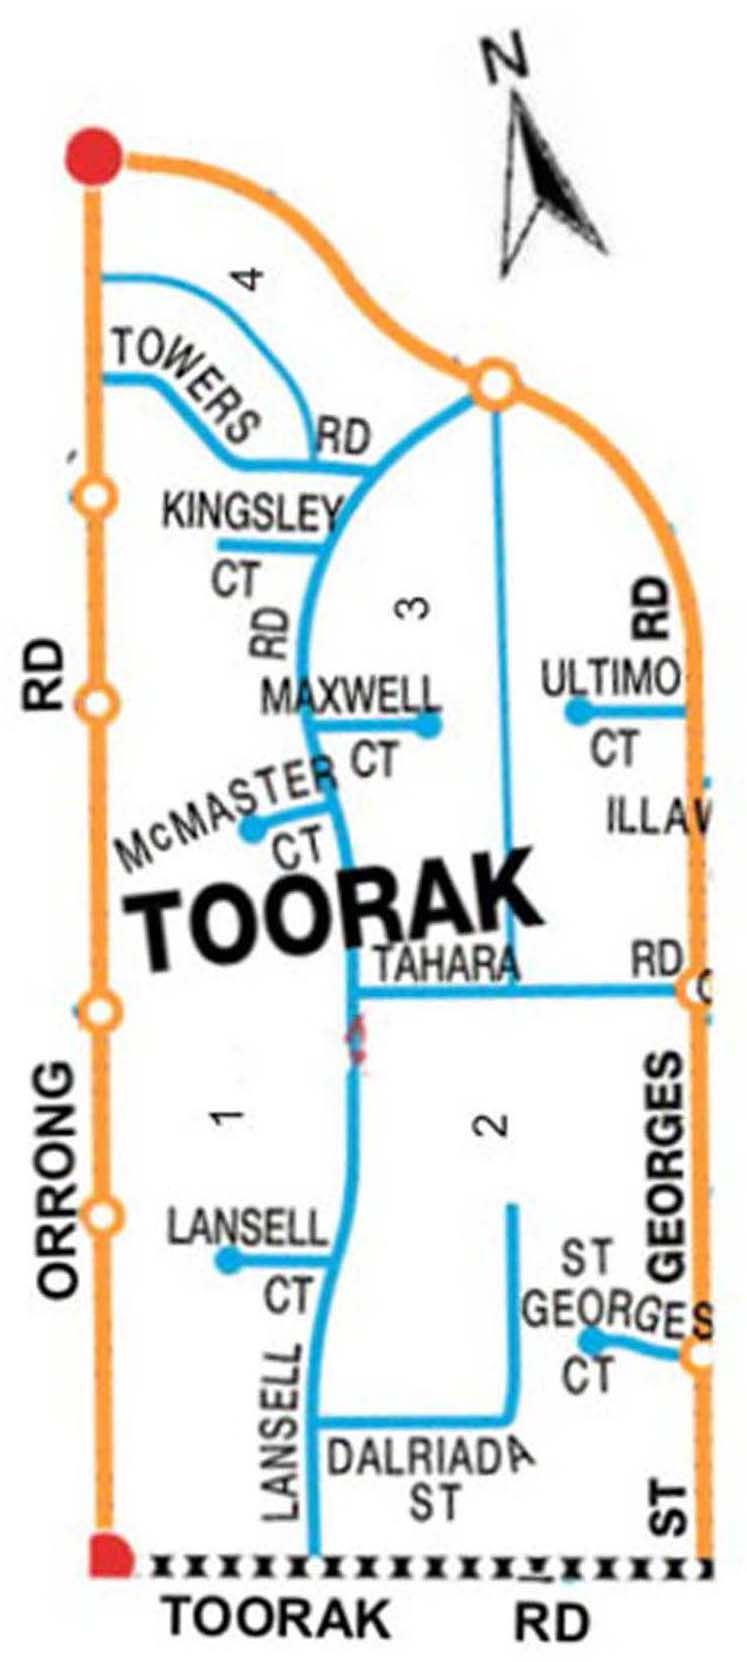 N
4
TOWERS
RD
KINGSLEY
CT
RD
3
RD
RD
MAXWELL
CT
ULTIMO
CT
McMASTER
CT
ILLAW
TOORAK
TAHARA RD
1
2
ORRONG
GEORGES
LANSELL
CT
ST
GEORGES
CT
LANSELL
DALRIADA
ST
ST
TOORAK RD